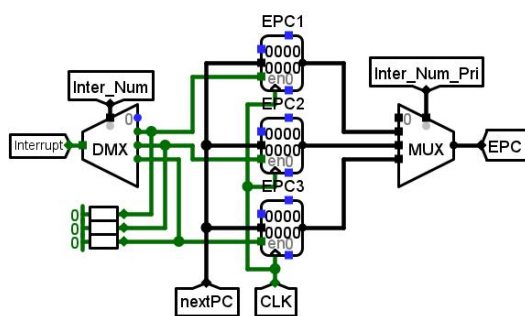 EPC1
0000
0000
en0
Inter_Num
Inter_Num_Pri
0
0
EPC2
Interrupt
DMX
0000
0000
en0
MUX
EPC
EPC3
0000
0000
en0
0
0
0
nextPC
CLK